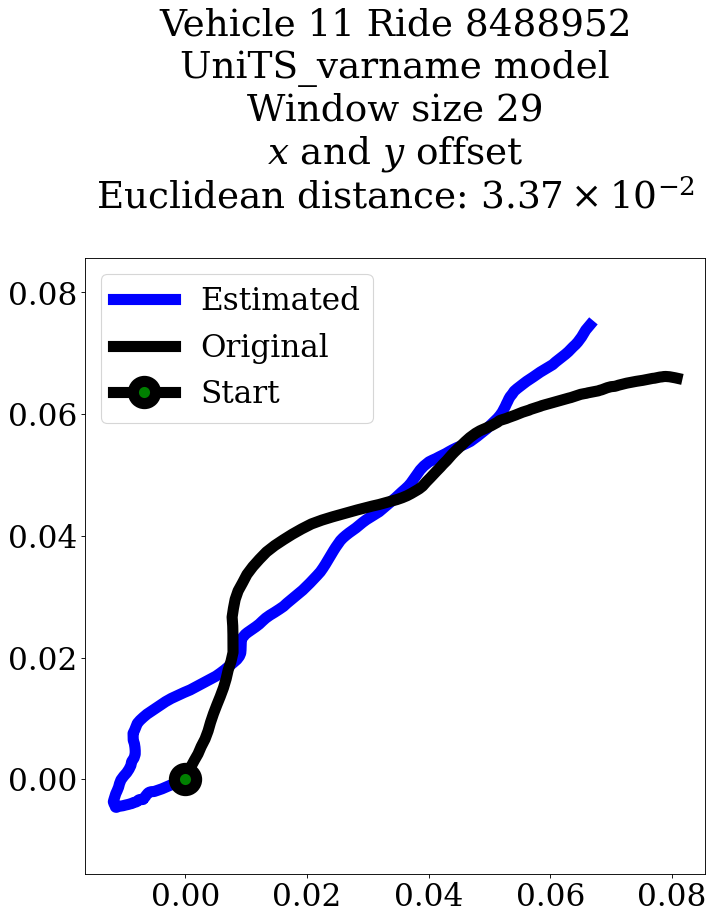 Vehicle 11 Ride 8488952
UniTS_varname model
Window size 29
x and y offset
Euclidean distance: 3.37 × 10⁻²
Estimated
Original
Start
0.08
0.06
0.04
0.02
0.00
0.00 0.02 0.04 0.06 0.08